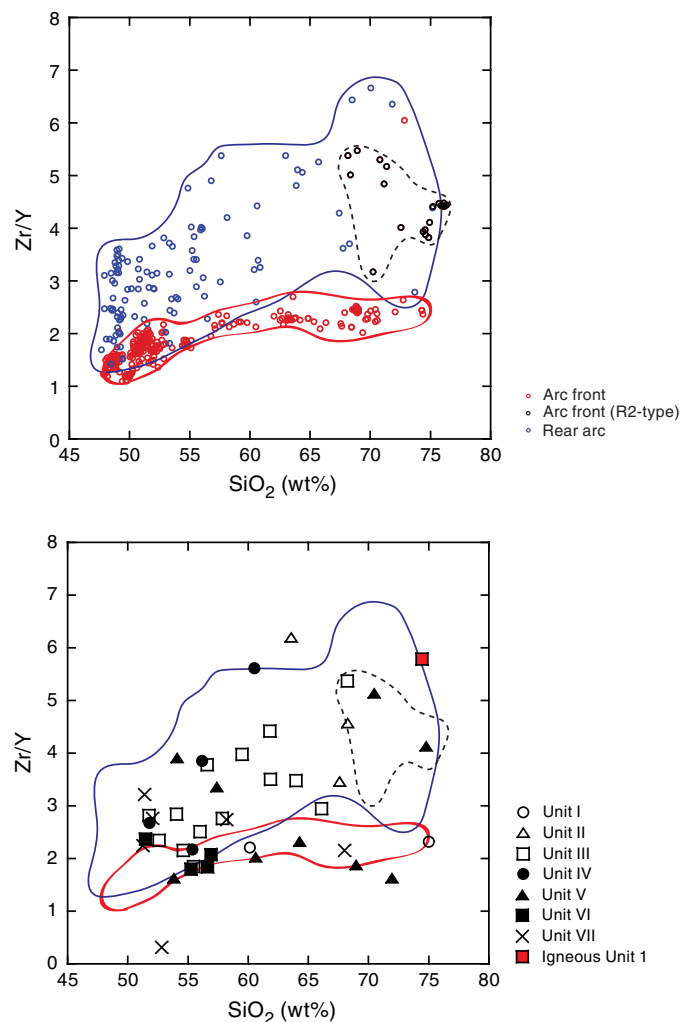 8
7
6
5
4
3
2
1
0
Zr/Y
45 50 55 60 65 70 75 80
SiO2 (wt%)
Arc front
Arc front (R2-type)
Rear arc
8
7
6
5
4
3
2
1
0
Zr/Y
45 50 55 60 65 70 75 80
SiO2 (wt%)
Unit I
Unit II
Unit III
Unit IV
Unit V
Unit VI
Unit VII
Igneous Unit 1